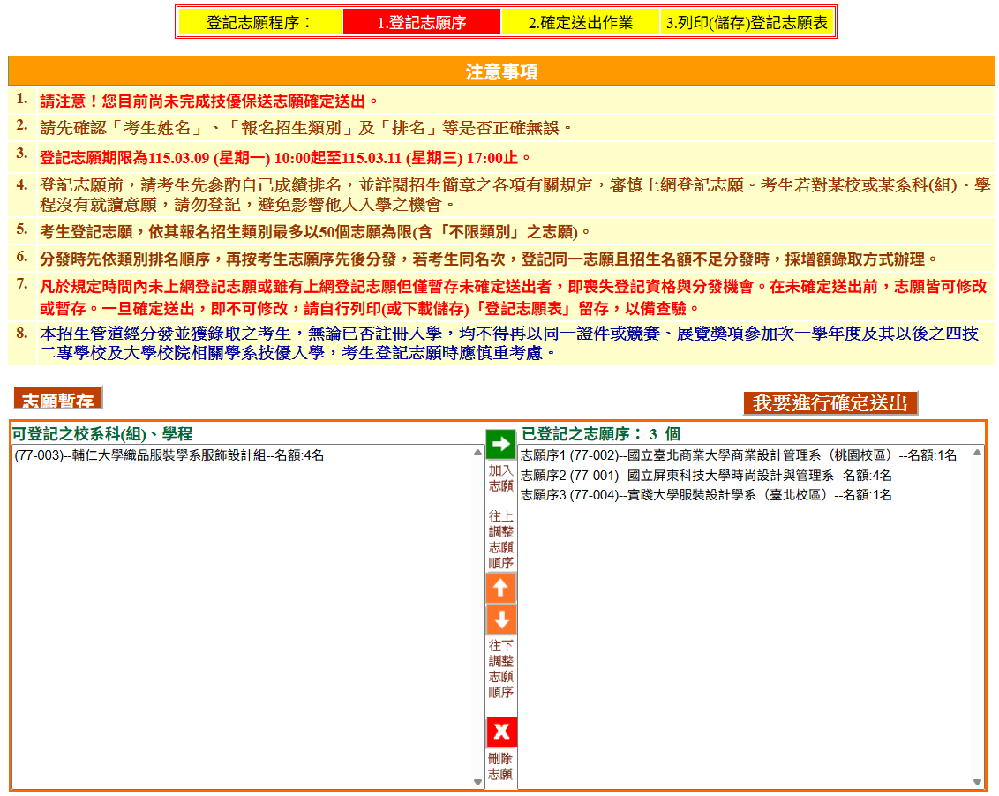 登記志願程序：
1.登記志願序
2.確定送出作業
3.列印(儲存)登記志願表
注意事項
1. 請注意！您目前尚未完成技優保送志願確定送出。
2. 請先確認「考生姓名」、「報名招生類別」及「排名」等是否正確無誤。
3. 登記志願期限為115.03.09 (星期一) 10:00起至115.03.11 (星期三) 17:00止。
4. 登記志願前，請考生先參酌自己成績排名，並詳閱招生簡章之各項有關規定，審慎上網登記志願。考生若對某校或某系科(組)、學
程沒有就讀意願，請勿登記，避免影響他人入學之機會。
5. 考生登記志願，依其報名招生類別最多以50個志願為限(含「不限類別」之志願)。
6. 分發時先依類別排名順序，再按考生志願序先後分發，若考生同名次，登記同一志願且招生名額不足分發時，採增額錄取方式辦理。
7. 凡於規定時間內未上網登記志願或雖有上網登記志願但僅暫存未確定送出者，即喪失登記資格與分發機會。在未確定送出前，志願皆可修改
或暫存。一旦確定送出，即不可修改，請自行列印(或下載儲存)「登記志願表」留存，以備查驗。
8. 本招生管道經分發並獲錄取之考生，無論已否註冊入學，均不得再以同一證件或競賽、展覽獎項參加次一學年度及其以後之四技
二專學校及大學校院相關學系技優入學，考生登記志願時應慎重考慮。
志願暫存
我要進行確定送出
可登記之校系科(組)、學程
(77-003)--輔仁大學織品服裝學系服飾設計組--名額:4名
加入
志願
往上
調整
志願
順序
往下
調整
志願
順序
X
刪除
志願
已登記之志願序： 3 個
志願序1 (77-002)--國立臺北商業大學商業設計管理系（桃園校區）--名額:1名
志願序2 (77-001)--國立屏東科技大學時尚設計與管理系--名額:4名
志願序3 (77-004)--實踐大學服裝設計學系（臺北校區）--名額:1名